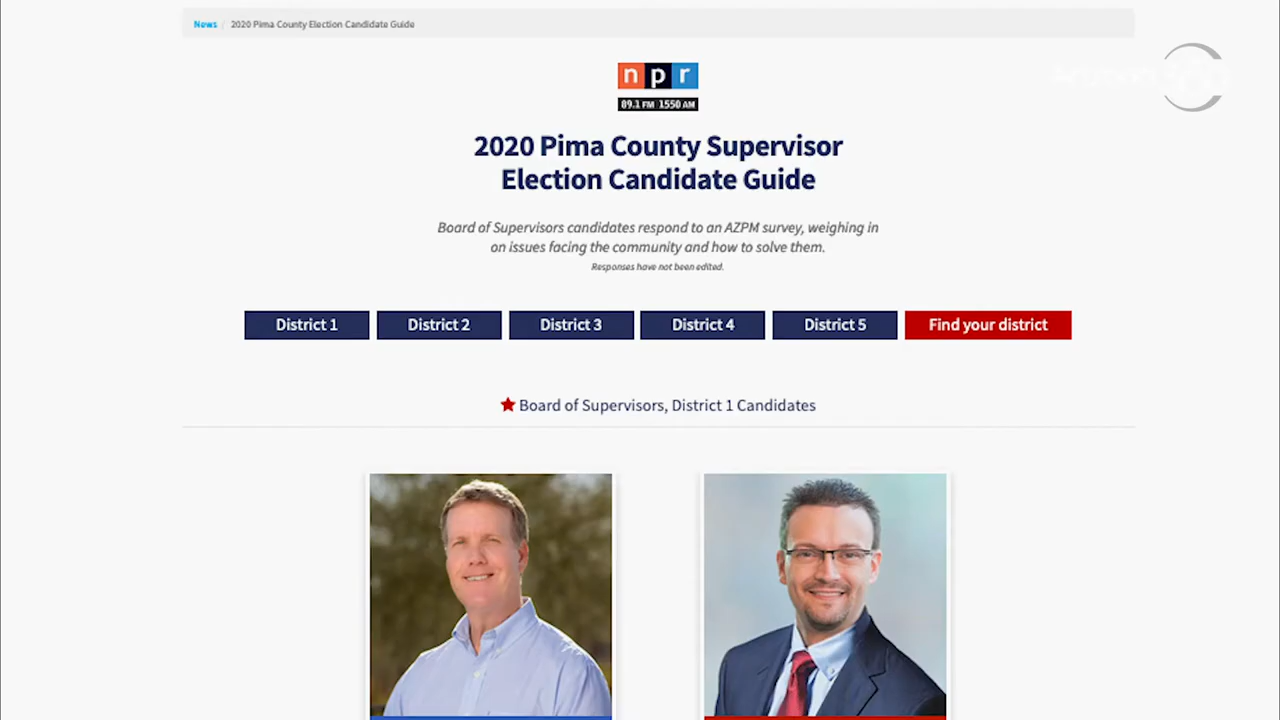 News / 2020 Pima County Election Candidate Guide
npr
89.1 FM 1550 AM
2020 Pima County Supervisor
Election Candidate Guide
Board of Supervisors candidates respond to an AZPM survey, weighing in
on issues facing the community and how to solve them.
Responses have not been edited.
District 1
District 2
District 3
District 4
District 5
Find your district
Board of Supervisors, District 1 Candidates